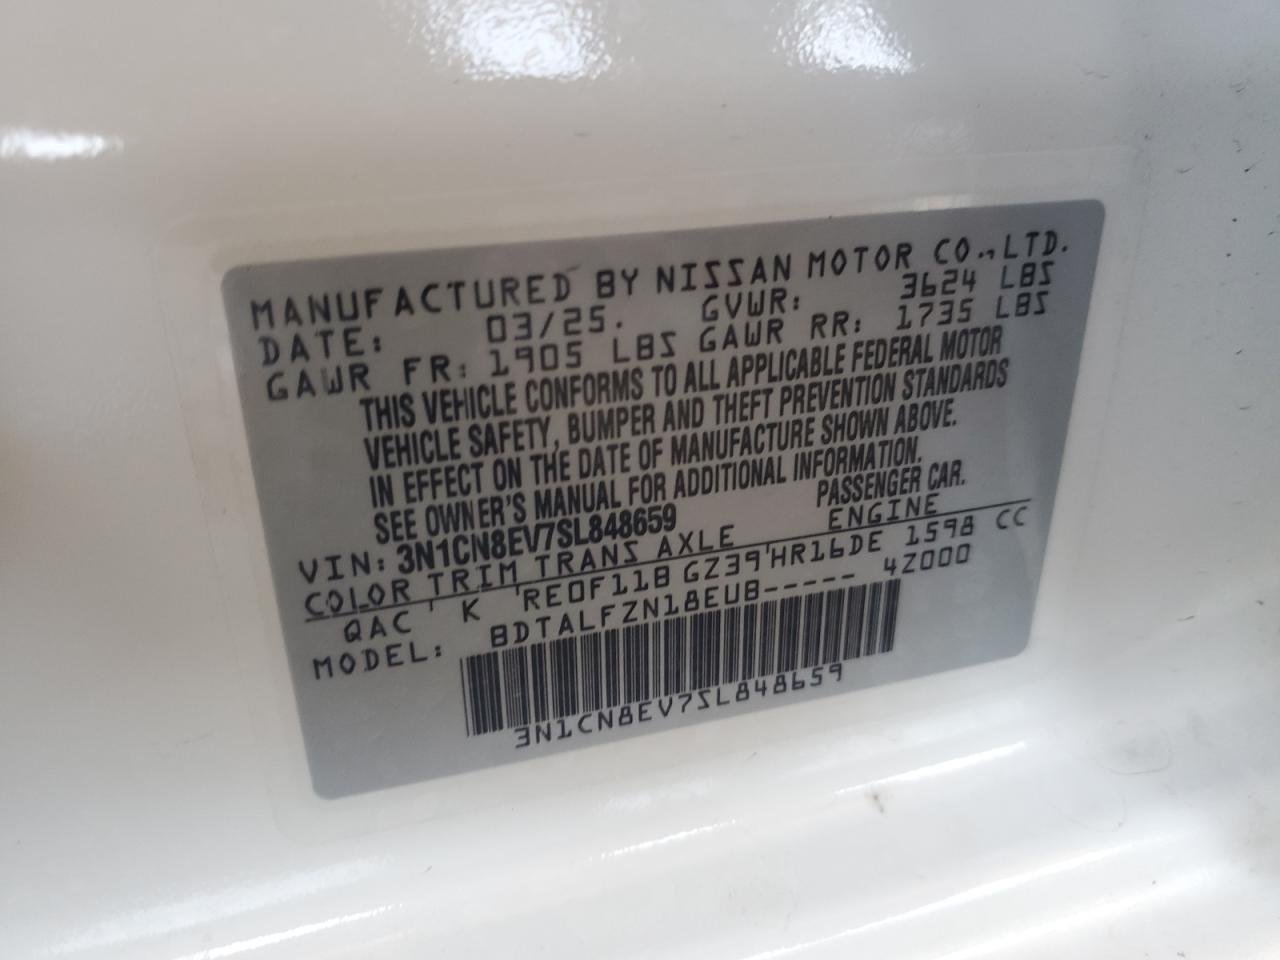 MANUFACTURED BY NISSAN MOTOR CO., LTD.
DATE: 03/25. GVWR: 3624 LBS
GAWR FR: 1905 LBS GAWR RR: 1735 LBS
THIS VEHICLE CONFORMS TO ALL APPLICABLE FEDERAL MOTOR
VEHICLE SAFETY, BUMPER AND THEFT PREVENTION STANDARDS
IN EFFECT ON THE DATE OF MANUFACTURE SHOWN ABOVE.
SEE OWNER'S MANUAL FOR ADDITIONAL INFORMATION.
VIN: 3N1CN8EV7SL848659 PASSENGER CAR.
COLOR TRIM TRANS AXLE ENGINE
QAC K RE0F11B GZ39 HR16DE 1598 CC
MODEL: BDTALFZN18EUB----- 42000
3N1CN8EV7SL848659